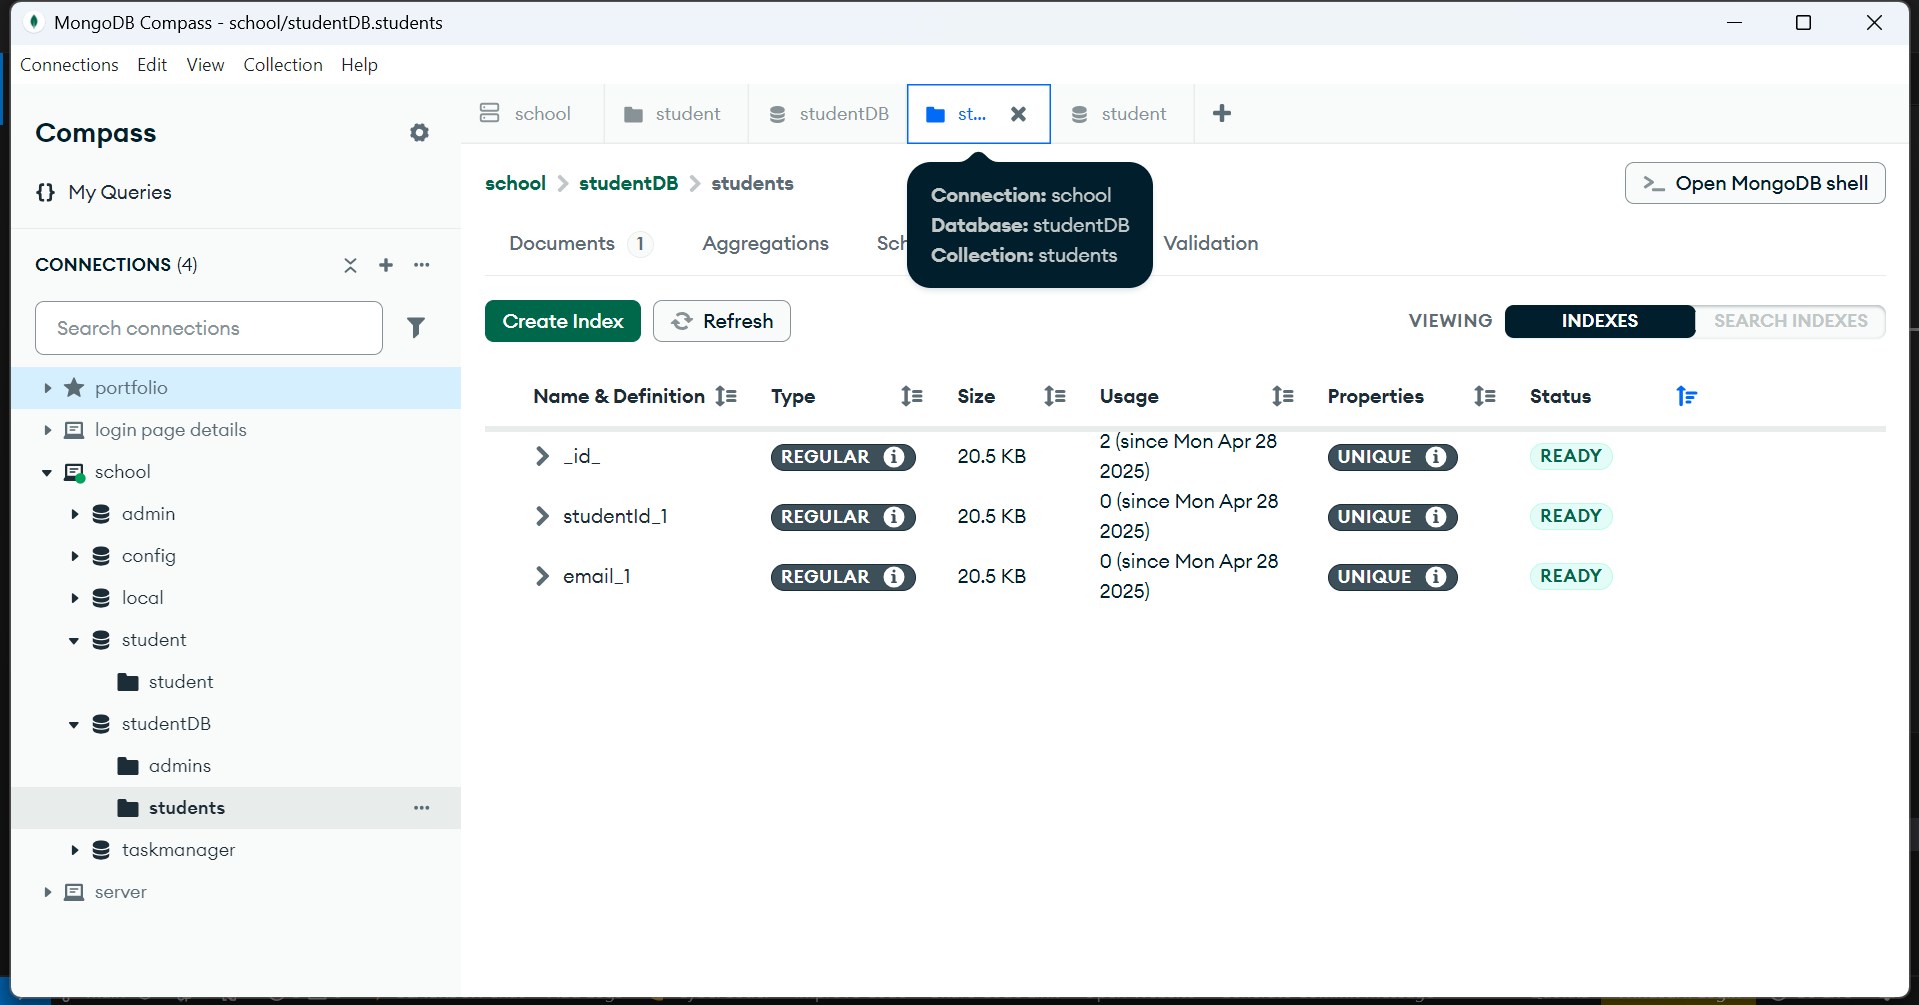 MongoDB Compass - school/studentDB.students
Connections Edit View Collection Help
Compass
{} My Queries
CONNECTIONS (4)
Search connections
portfolio
login page details
school
admin
config
local
student
student
studentDB
admins
students
taskmanager
server
school student studentDB st... student
school > studentDB > students
Open MongoDB shell
Connection: school
Database: studentDB
Collection: students
Documents 1 Aggregations Sch Validation
Create Index Refresh
VIEWING INDEXES SEARCH INDEXES
Name & Definition Type Size Usage Properties Status
_id_ REGULAR 20.5 KB 2 (since Mon Apr 28 2025) UNIQUE READY
studentId_1 REGULAR 20.5 KB 0 (since Mon Apr 28 2025) UNIQUE READY
email_1 REGULAR 20.5 KB 0 (since Mon Apr 28 2025) UNIQUE READY